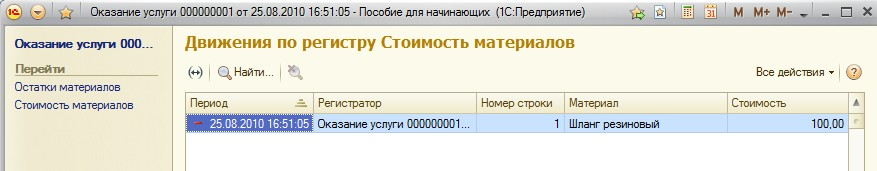 1С Оказание услуги 000000001 от 25.08.2010 16:51:05 - Пособие для начинающих (1С:Предприятие) 31 M M+ M-
Оказание услуги 000...
Перейти
Остатки материалов
Стоимость материалов
Движения по регистру Стоимость материалов
Найти... Все действия ?
Период Регистратор Номер строки Материал Стоимость
25.08.2010 16:51:05 Оказание услуги 000000001... 1 Шланг резиновый 100,00